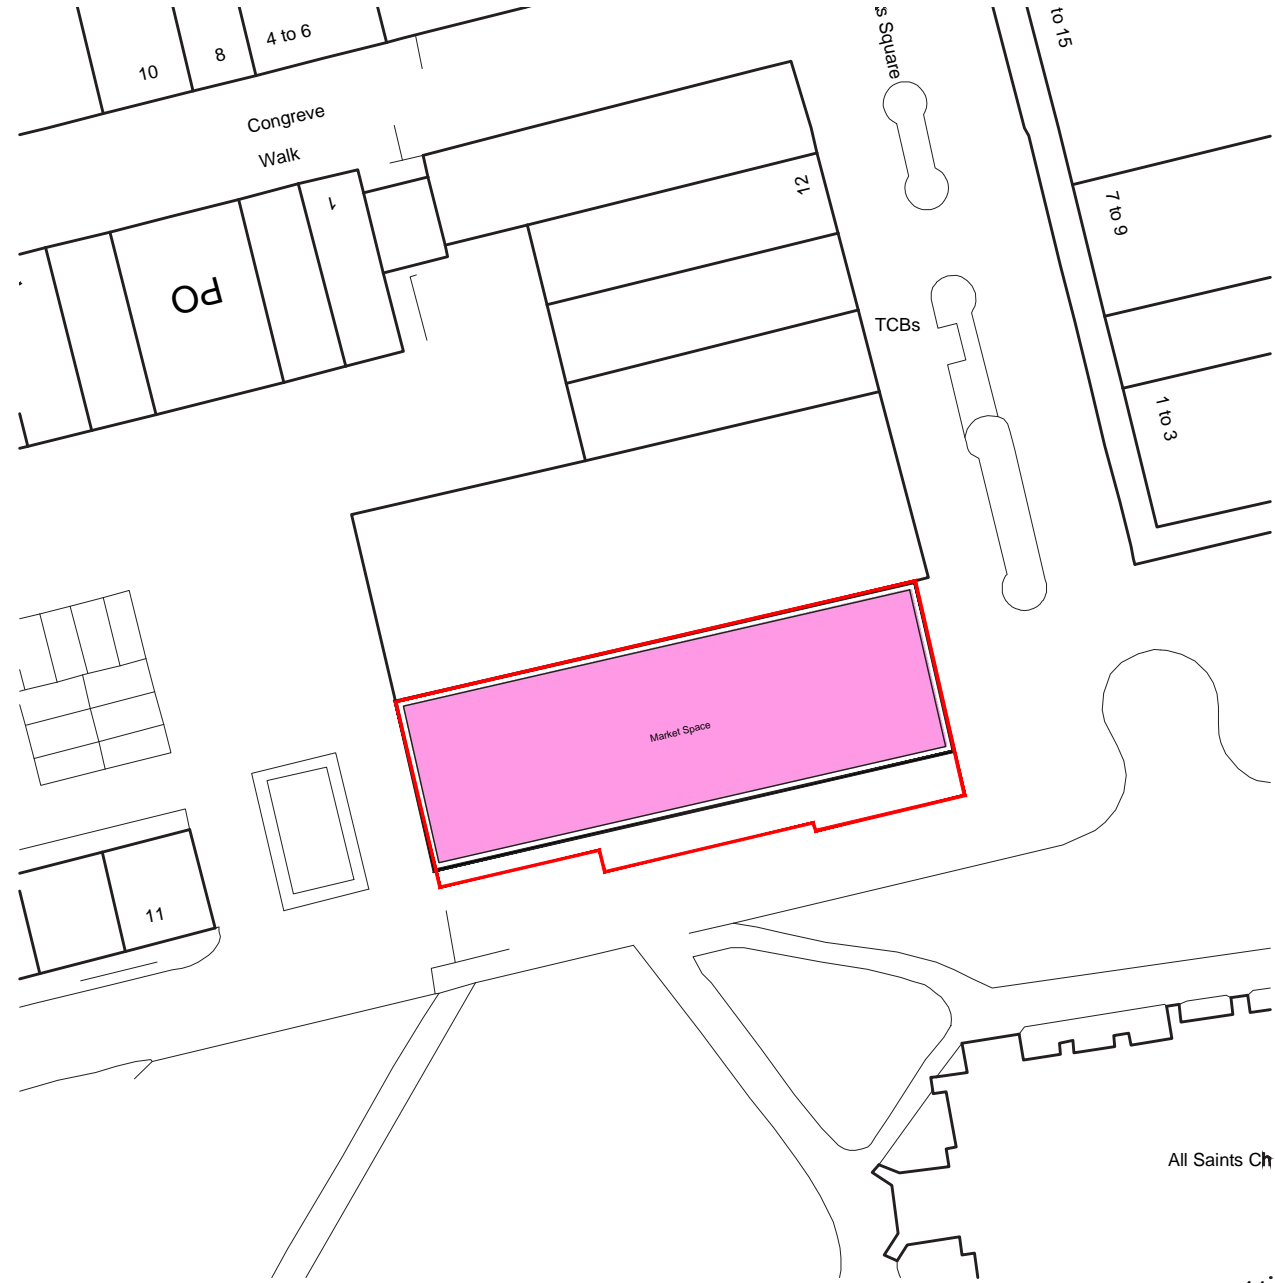 10
8
4 to 6
s Square
to 15
Congreve
Walk
1
12
7 to 9
PO
TCBs
1 to 3
Market Space
11
All Saints Ch